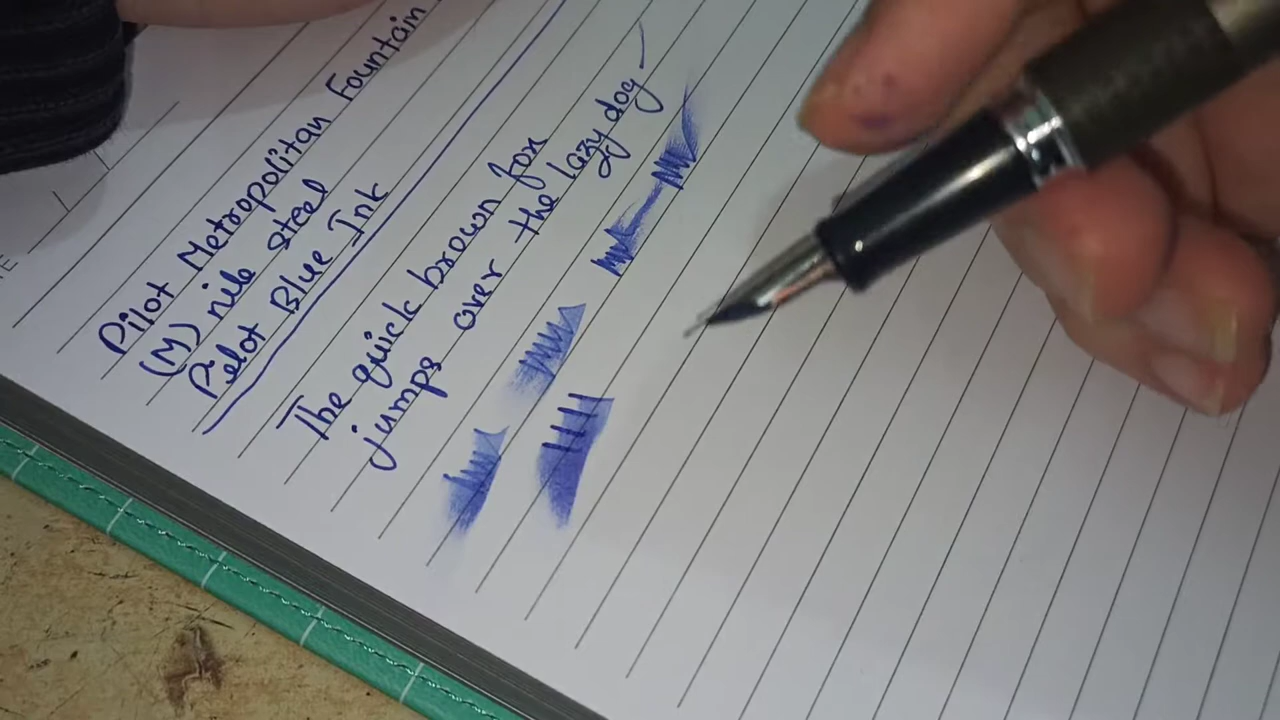 Pilot Metropolitan Fountain
(M) nib steel
Pilot Blue Ink
The quick brown fox
jumps over the lazy dog